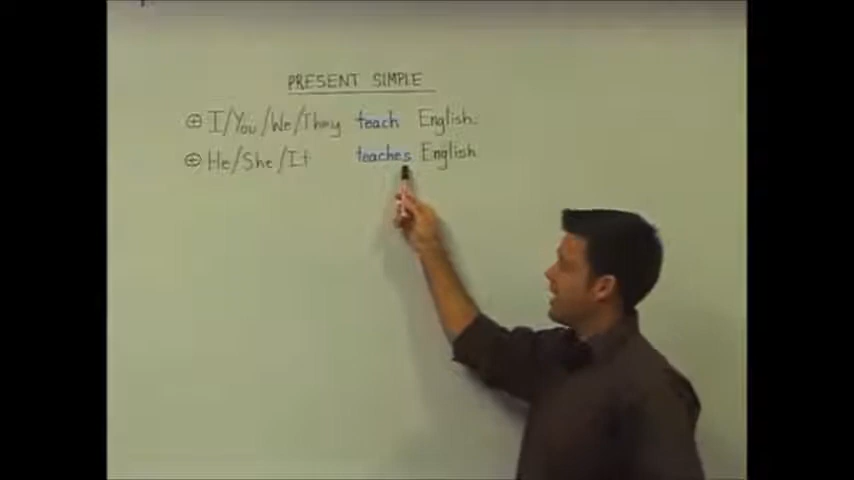 PRESENT SIMPLE
⊕ I/You/We/They teach English.
⊕ He/She/It teaches English